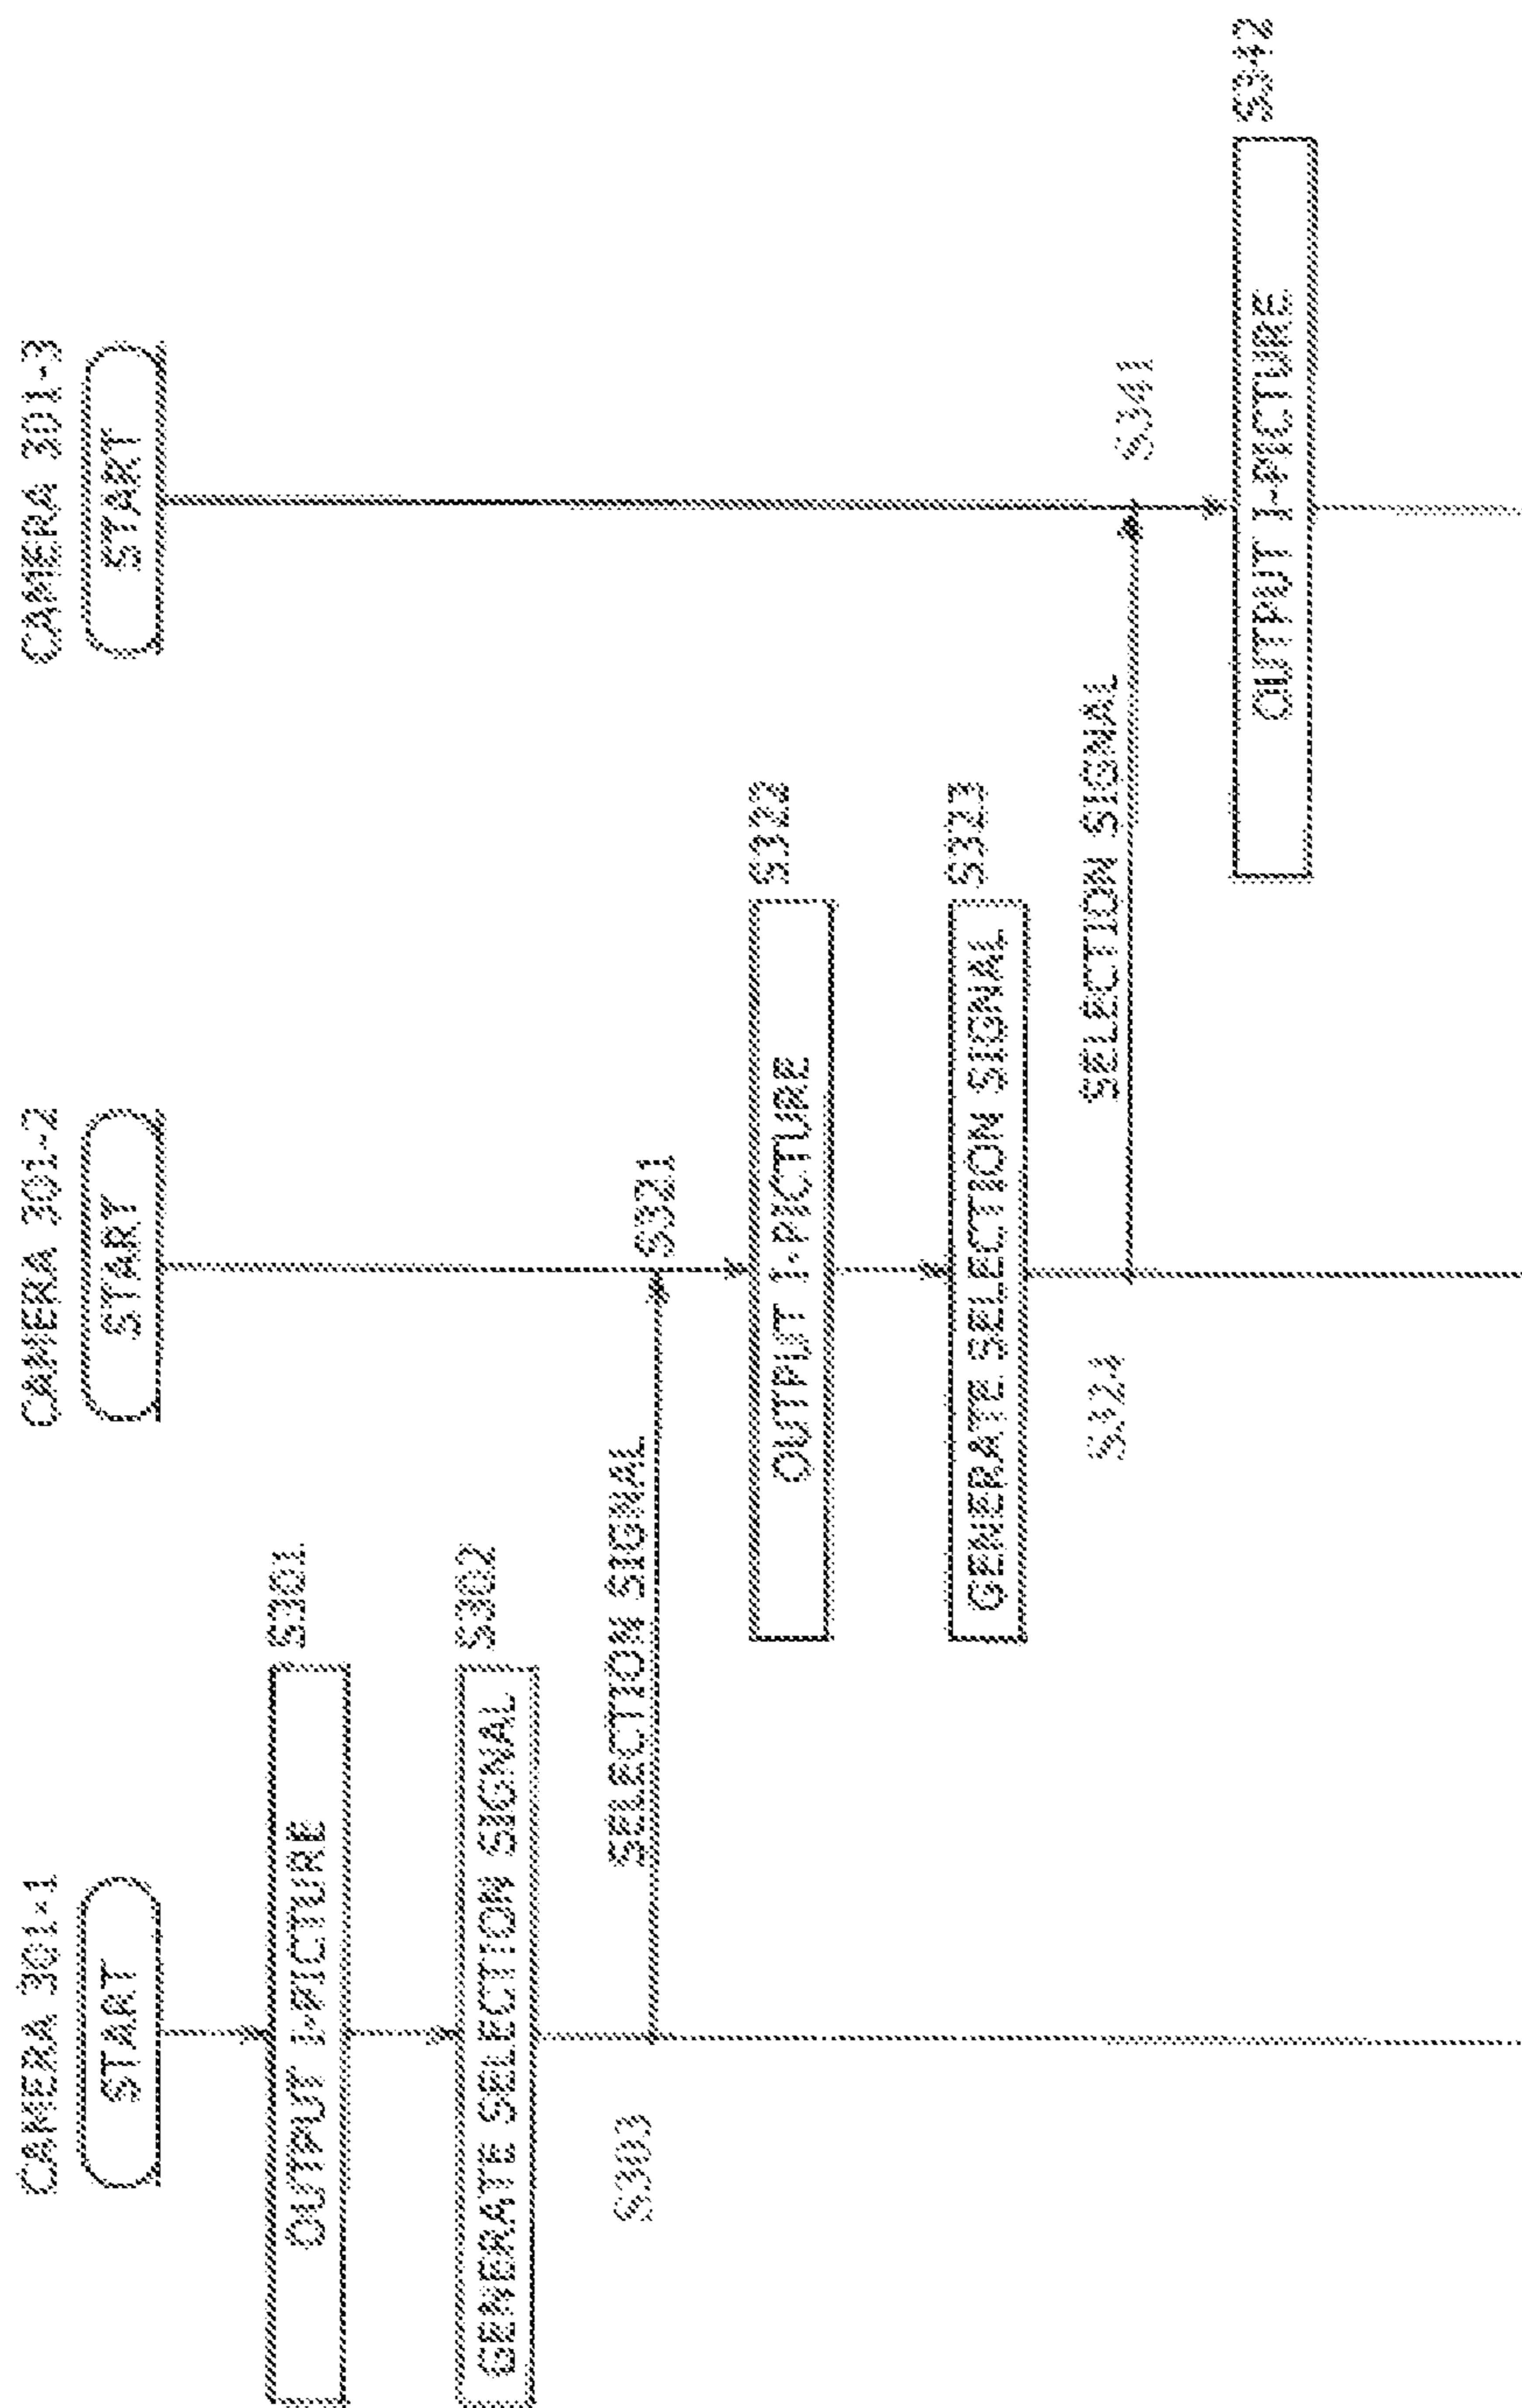 CAMERA 301-1
START
OUTPUT I-PICTURE
S301
GENERATE SELECTION SIGNAL
S302
S303
SELECTION SIGNAL
CAMERA 301-2
START
S321
OUTPUT I-PICTURE
S322
GENERATE SELECTION SIGNAL
S323
S324
SELECTION SIGNAL
CAMERA 301-3
START
S341
OUTPUT I-PICTURE
S342